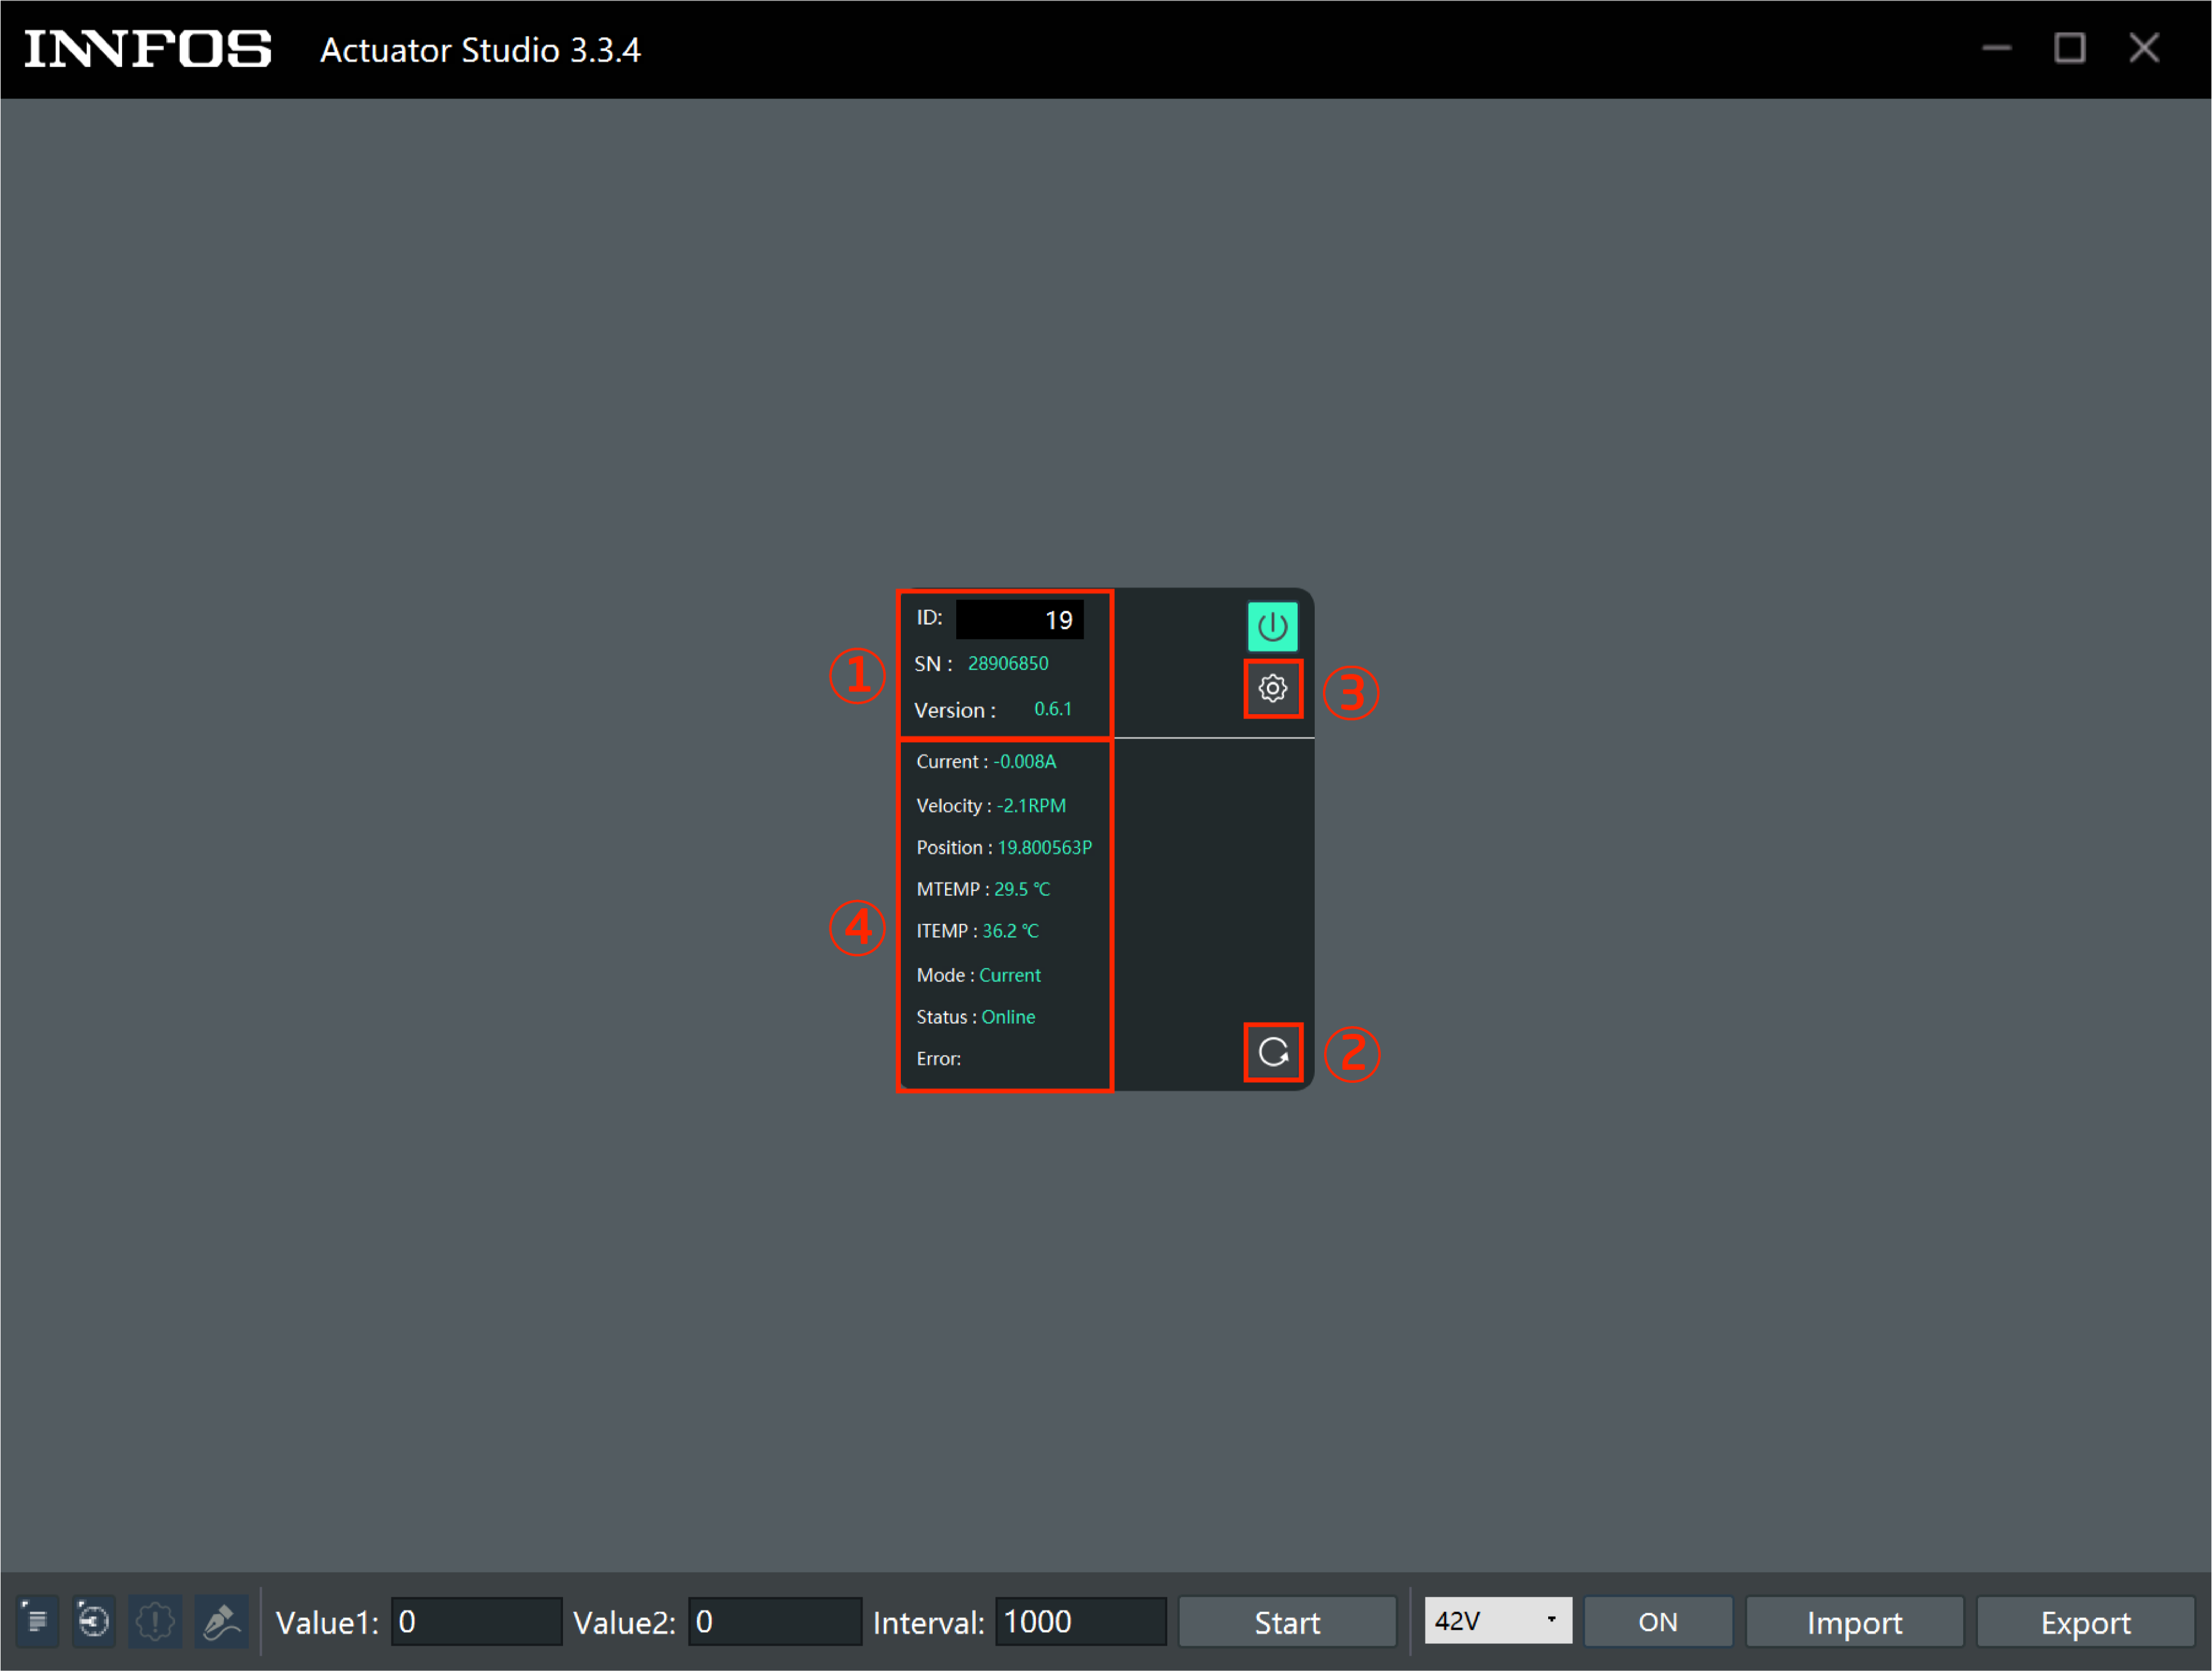 INNFOS Actuator Studio 3.3.4
ID: 19
SN : 28906850
Version : 0.6.1
①
③
Current : -0.008A
Velocity : -2.1RPM
Position : 19.800563P
MTEMP : 29.5 ℃
ITEMP : 36.2 ℃
Mode : Current
Status : Online
Error:
④
②
Value1: 0 Value2: 0 Interval: 1000 Start 42V ON Import Export